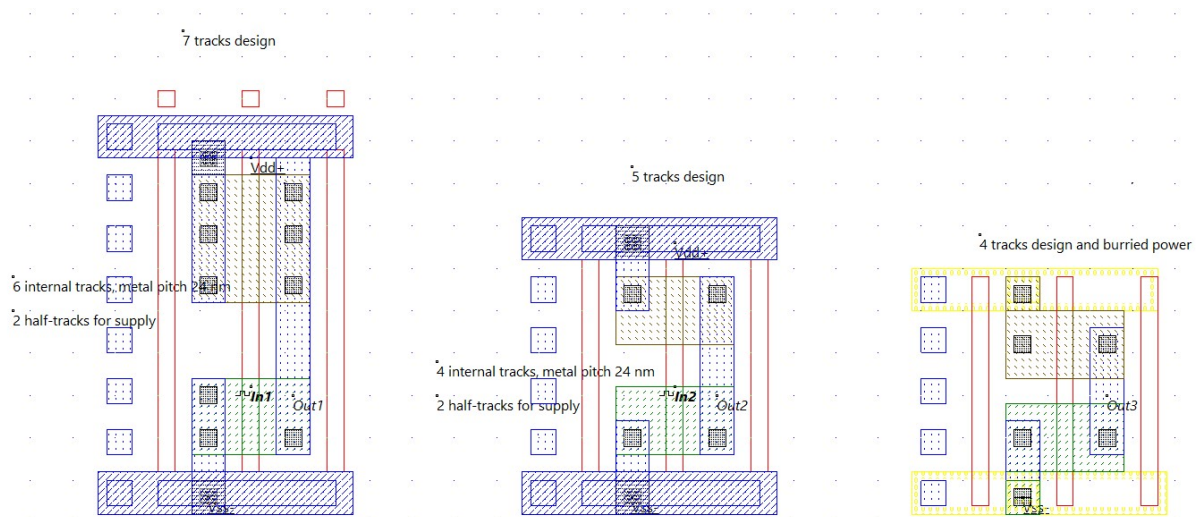 7 tracks design
Vdd+
6 internal tracks, metal pitch 24 nm
2 half-tracks for supply
In1
Out1
Vss-
5 tracks design
Vdd+
4 internal tracks, metal pitch 24 nm
2 half-tracks for supply
In2
Out2
Vss-
4 tracks design and burried power
Out3
Vss-